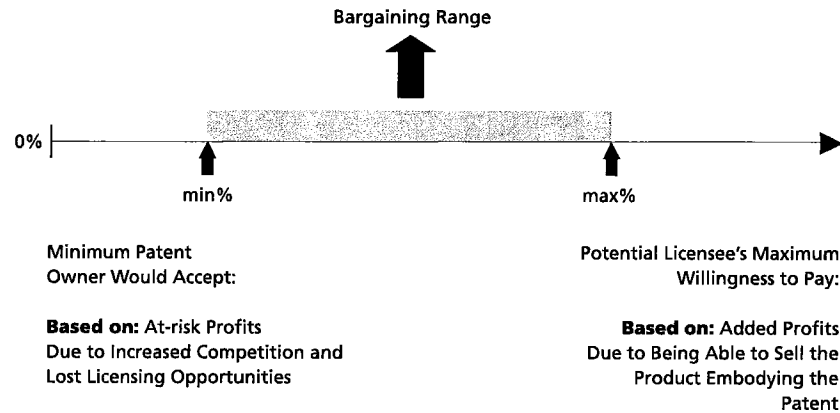 Bargaining Range
0%
min%
max%
Minimum Patent
Owner Would Accept:
Based on: At-risk Profits
Due to Increased Competition and
Lost Licensing Opportunities
Potential Licensee's Maximum
Willingness to Pay:
Based on: Added Profits
Due to Being Able to Sell the
Product Embodying the
Patent